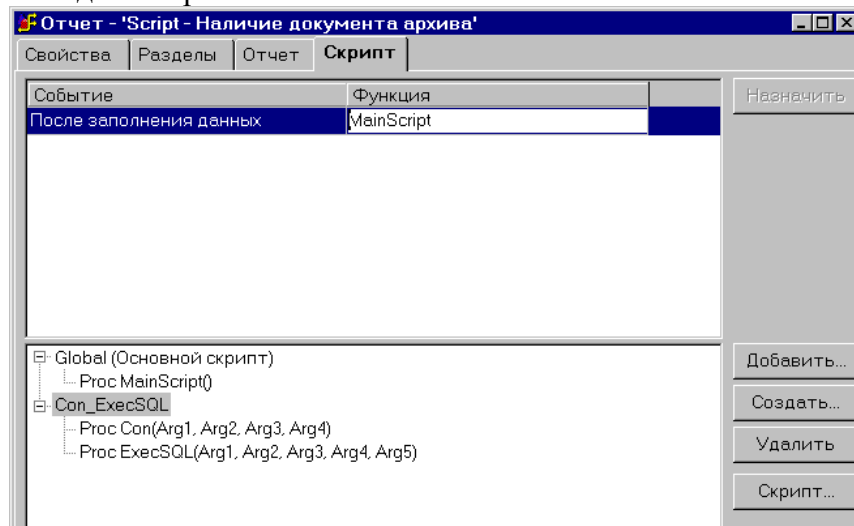 Отчет - 'Script - Наличие документа архива'
Свойства Разделы Отчет Скрипт
Событие Функция
Назначить
После заполнения данных MainScript
Global (Основной скрипт)
Добавить...
Proc MainScript()
Con_ExecSQL
Создать...
Proc Con(Arg1, Arg2, Arg3, Arg4)
Proc ExecSQL(Arg1, Arg2, Arg3, Arg4, Arg5)
Удалить
Скрипт...